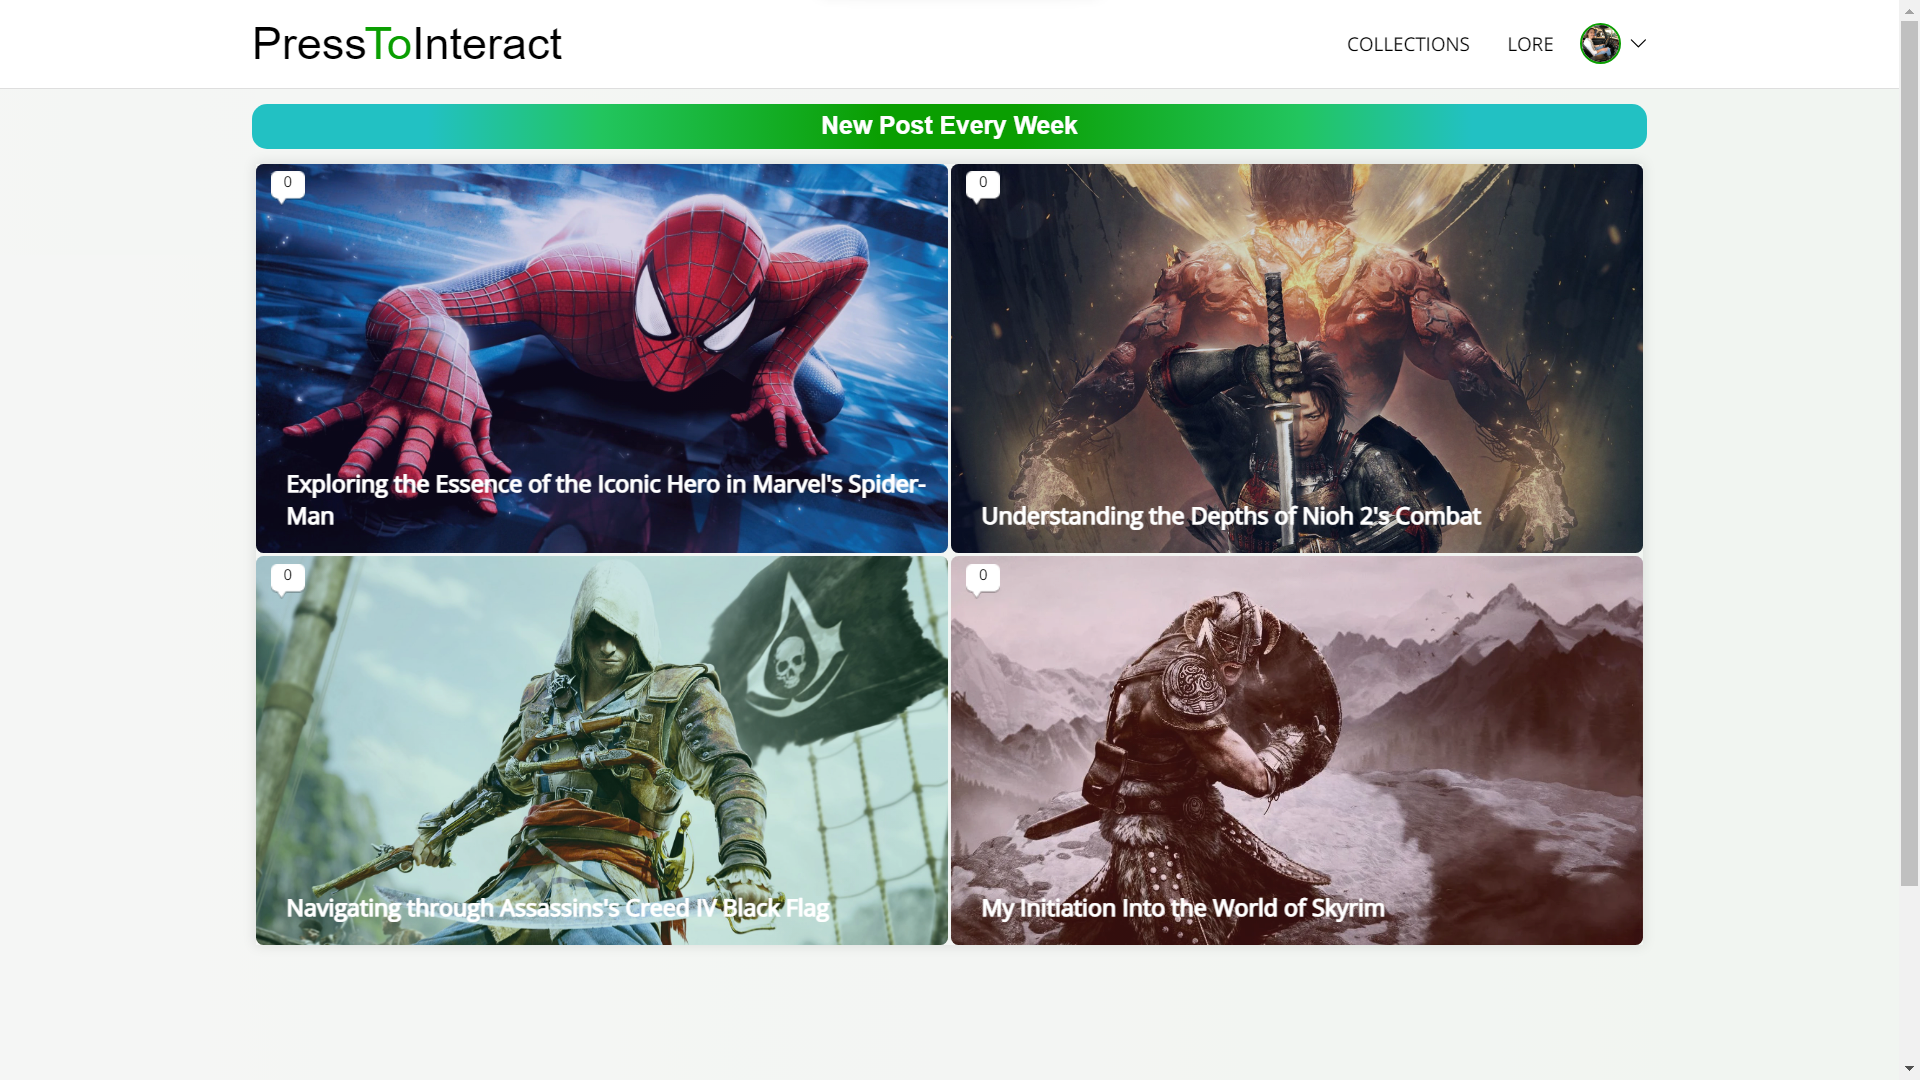 PressToInteract
COLLECTIONS
LORE
New Post Every Week
0
0
Exploring the Essence of the Iconic Hero in Marvel's Spider-
Man
Understanding the Depths of Nioh 2's Combat
0
0
Navigating through Assassins's Creed IV Black Flag
My Initiation Into the World of Skyrim